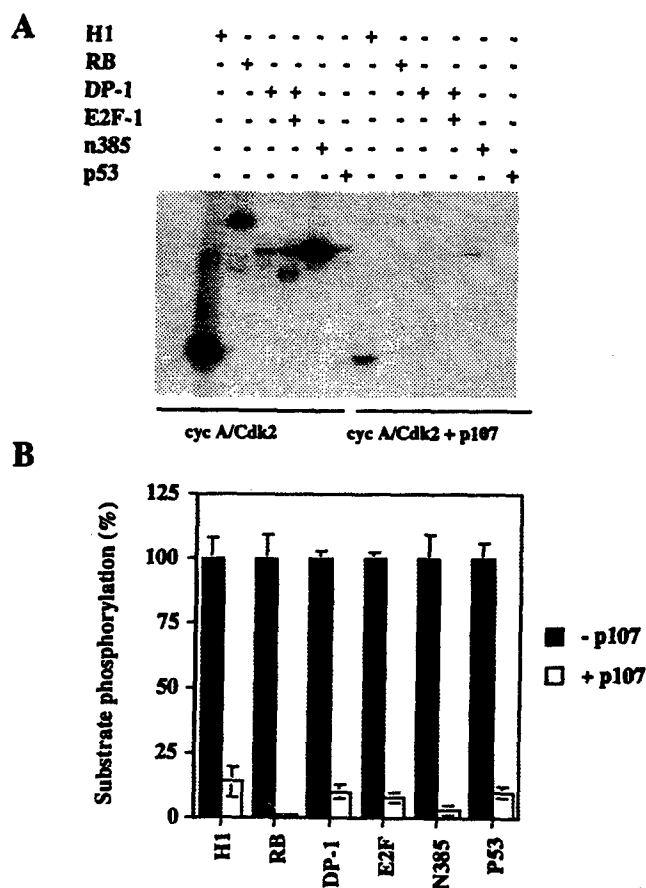 A
H1 + - - - - - + - - - - -
RB - + - - - - - + - - - -
DP-1 - - + + - - - - + + - -
E2F-1 - - - + - - - - - + - -
n385 - - - - + - - - - - + -
p53 - - - - - + - - - - - +
cyc A/Cdk2 cyc A/Cdk2 + p107
B
Substrate phosphorylation (%)
125
100
75
50
25
0
H1 RB DP-1 E2F N385 P53
- p107
+ p107